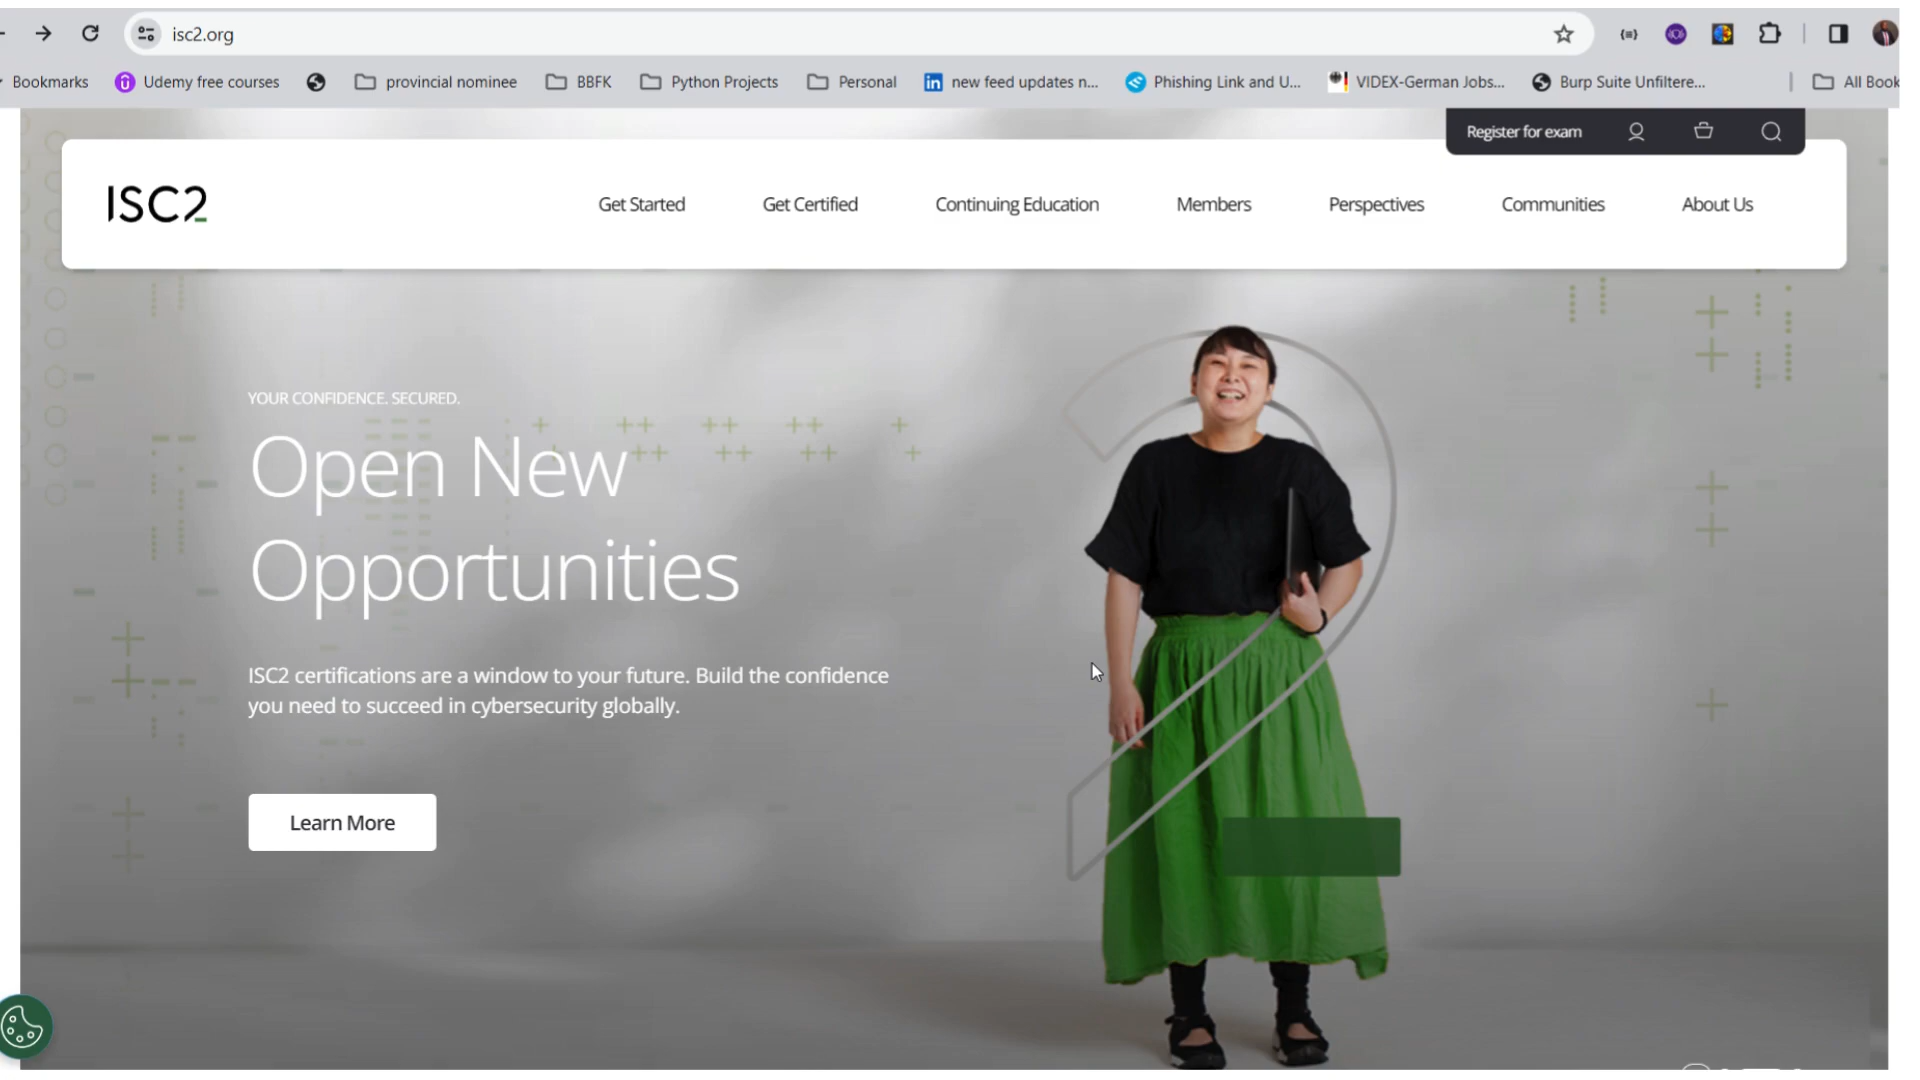 isc2.org
Bookmarks
Udemy free courses
provincial nominee
BBFK
Python Projects
Personal
new feed updates n...
Phishing Link and U...
VIDEX-German Jobs...
Burp Suite Unfiltere...
All Book
Register for exam
ISC2
Get Started
Get Certified
Continuing Education
Members
Perspectives
Communities
About Us
YOUR CONFIDENCE. SECURED.
Open New
Opportunities
ISC2 certifications are a window to your future. Build the confidence
you need to succeed in cybersecurity globally.
Learn More